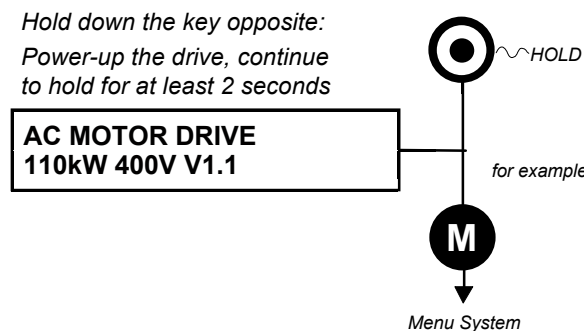 Hold down the key opposite:
Power-up the drive, continue
to hold for at least 2 seconds
HOLD
AC MOTOR DRIVE
110kW 400V V1.1
for example
M
Menu System